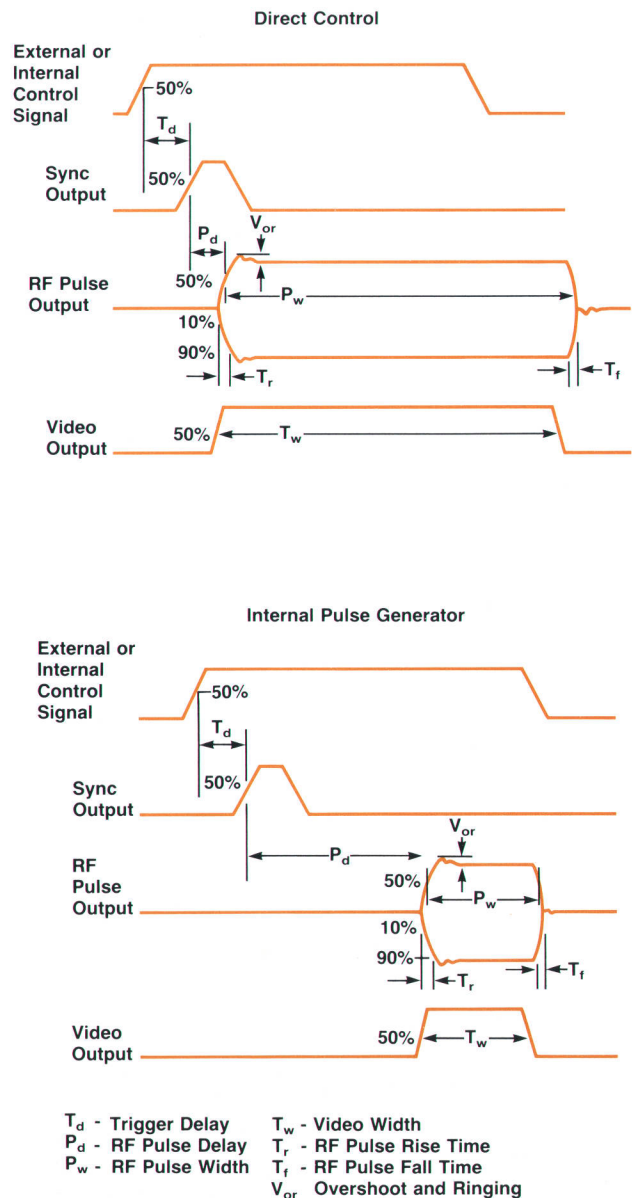 Direct Control
External or
Internal
Control
Signal
50%
Td
Sync
Output
50%
Vor
Pd
RF Pulse
Output
50%
Pw
10%
90%
Tr
Tf
Video
Output
50%
Tw
Internal Pulse Generator
External or
Internal
Control
Signal
50%
Td
Sync
Output
50%
Vor
Pd
RF
Pulse
Output
50%
Pw
10%
90%
Tr
Tf
Video
Output
50%
Tw
Td - Trigger Delay
Pd - RF Pulse Delay
Pw - RF Pulse Width
Tw - Video Width
Tr - RF Pulse Rise Time
Tf - RF Pulse Fall Time
Vor Overshoot and Ringing